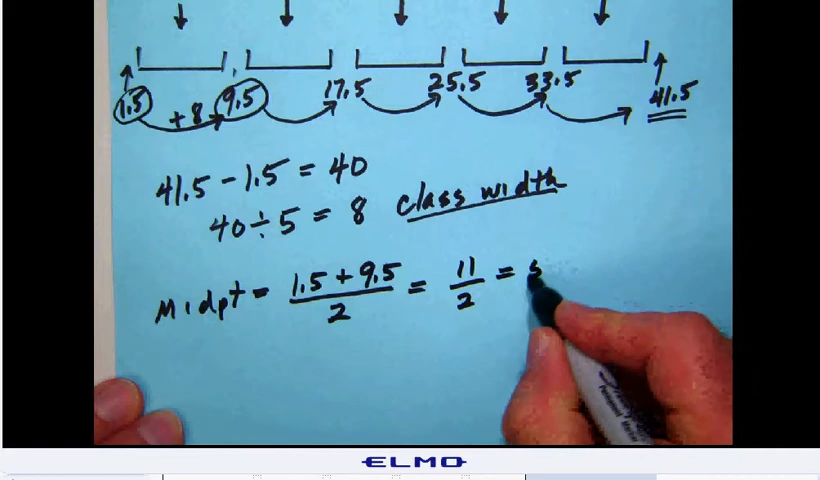 1.5 +8 9.5 17.5 25.5 33.5 41.5
41.5 - 1.5 = 40
40 ÷ 5 = 8 class width
Midpt = 1.5 + 9.5 / 2 = 11 / 2 =
ELMO